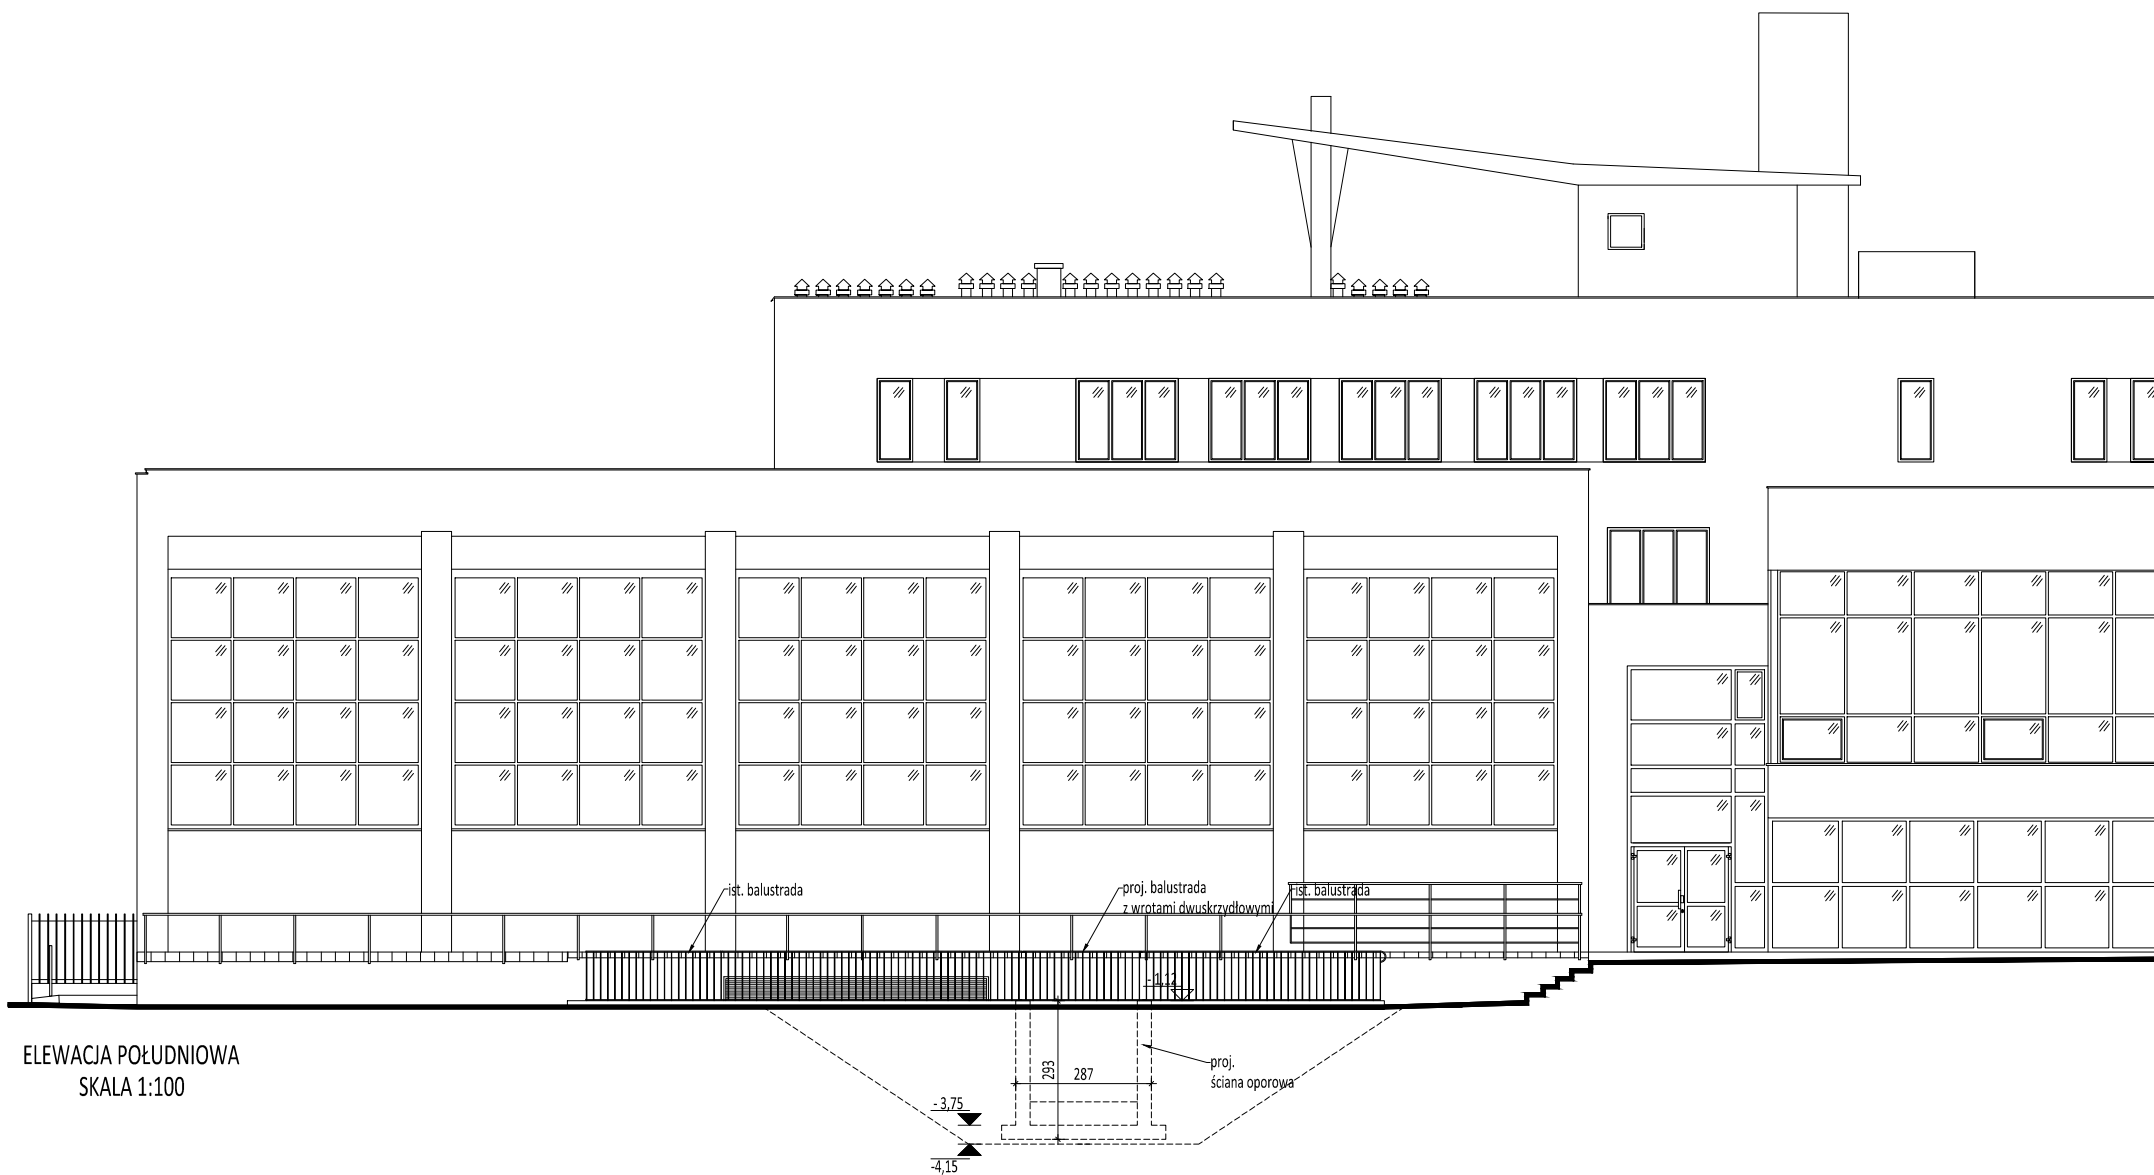 ist. balustrada
proj. balustrada
z wrotami dwuskrzydłowymi
ist. balustrada
- 1,22
ELEWACJA POŁUDNIOWA
SKALA 1:100
293
287
proj.
ściana oporowa
- 3,75
-4,15